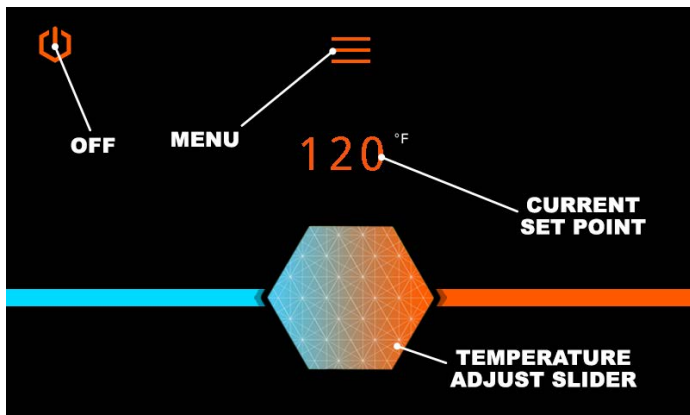 OFF
MENU
120 °F
CURRENT
SET POINT
TEMPERATURE
ADJUST SLIDER